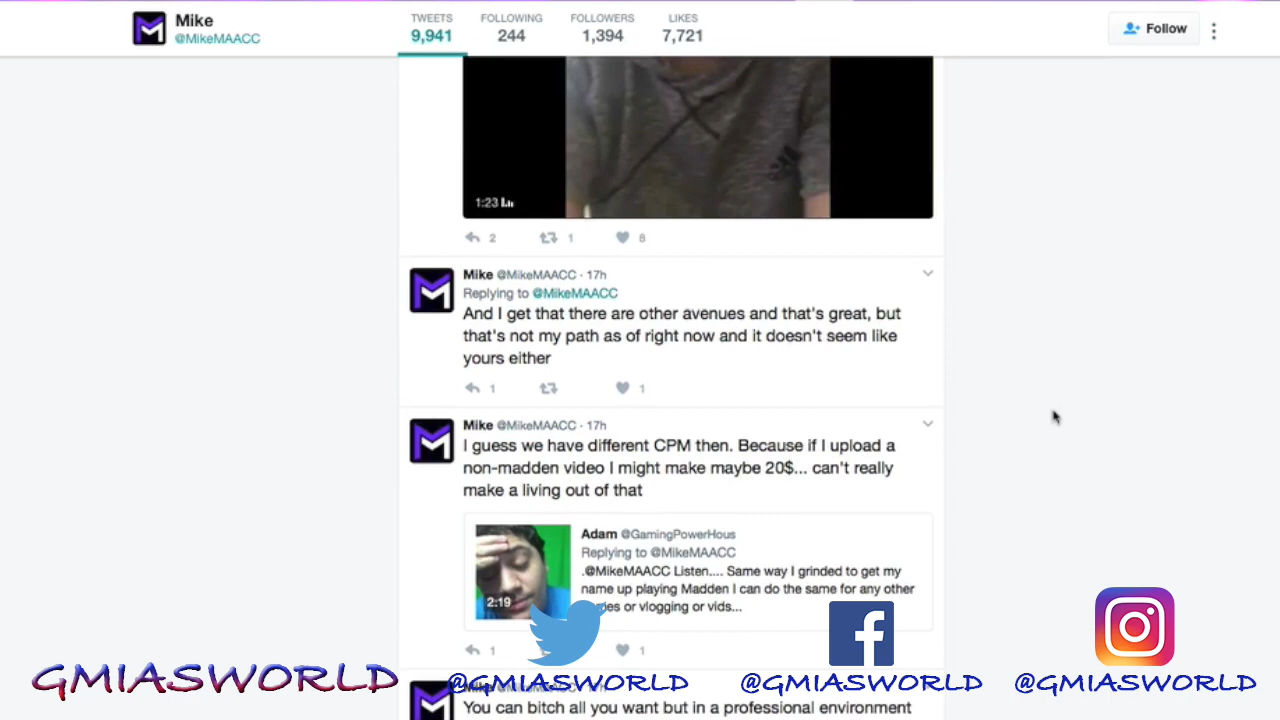 Mike
@MikeMAACC
TWEETS
9,941
FOLLOWING
244
FOLLOWERS
1,394
LIKES
7,721
Follow
1:23
2 1 8
Mike @MikeMAACC · 17h
Replying to @MikeMAACC
And I get that there are other avenues and that's great, but
that's not my path as of right now and it doesn't seem like
yours either
1 1
Mike @MikeMAACC · 17h
I guess we have different CPM then. Because if I upload a
non-madden video I might make maybe 20$... can't really
make a living out of that
Adam @GamingPowerHous
Replying to @MikeMAACC
.@MikeMAACC Listen.... Same way I grinded to get my
name up playing Madden I can do the same for any other
or vlogging or vids...
2:19
1 1
GMIASWORLD
@GMIASWORLD
@GMIASWORLD
@GMIASWORLD
You can bitch all you want but in a professional environment